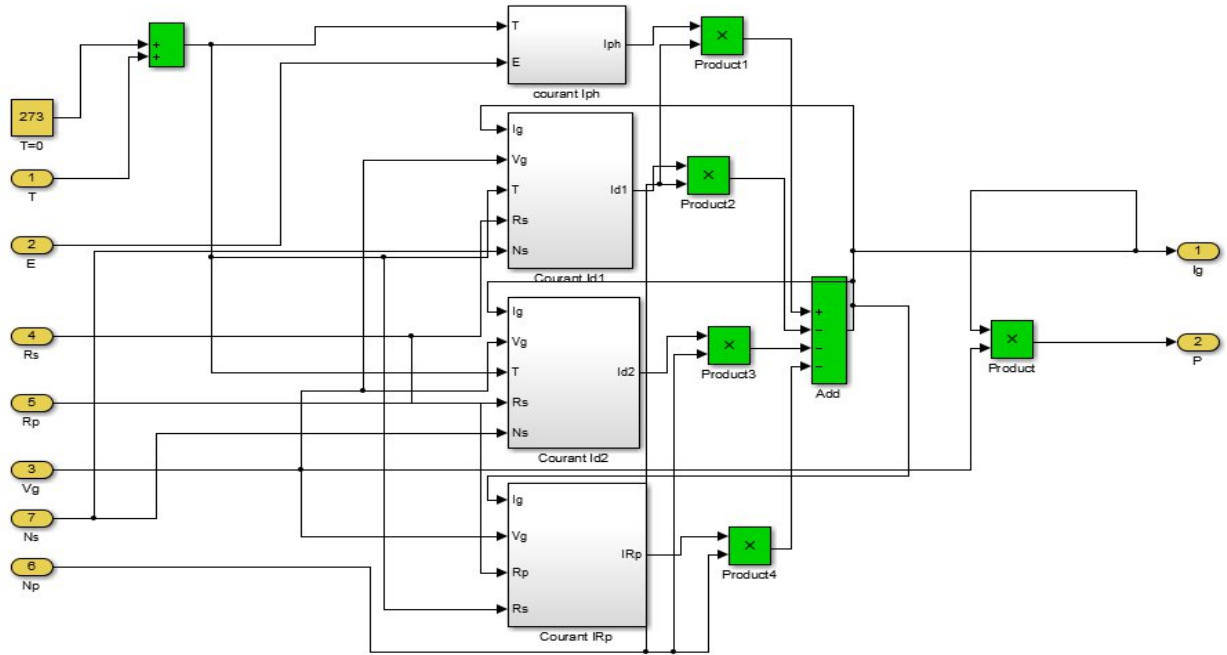 +
+
273
T=0
1
T
2
E
4
Rs
5
Rp
3
Vg
7
Ns
6
Np
T
E
Iph
courant Iph
×
Product1
Ig
Vg
T
Rs
Ns
Id1
Courant Id1
×
Product2
Ig
Vg
T
Rs
Ns
Id2
Courant Id2
×
Product3
Ig
Vg
Rp
Rs
IRp
Courant IRp
×
Product4
+
−
−
−
Add
×
Product
1
Ig
2
P